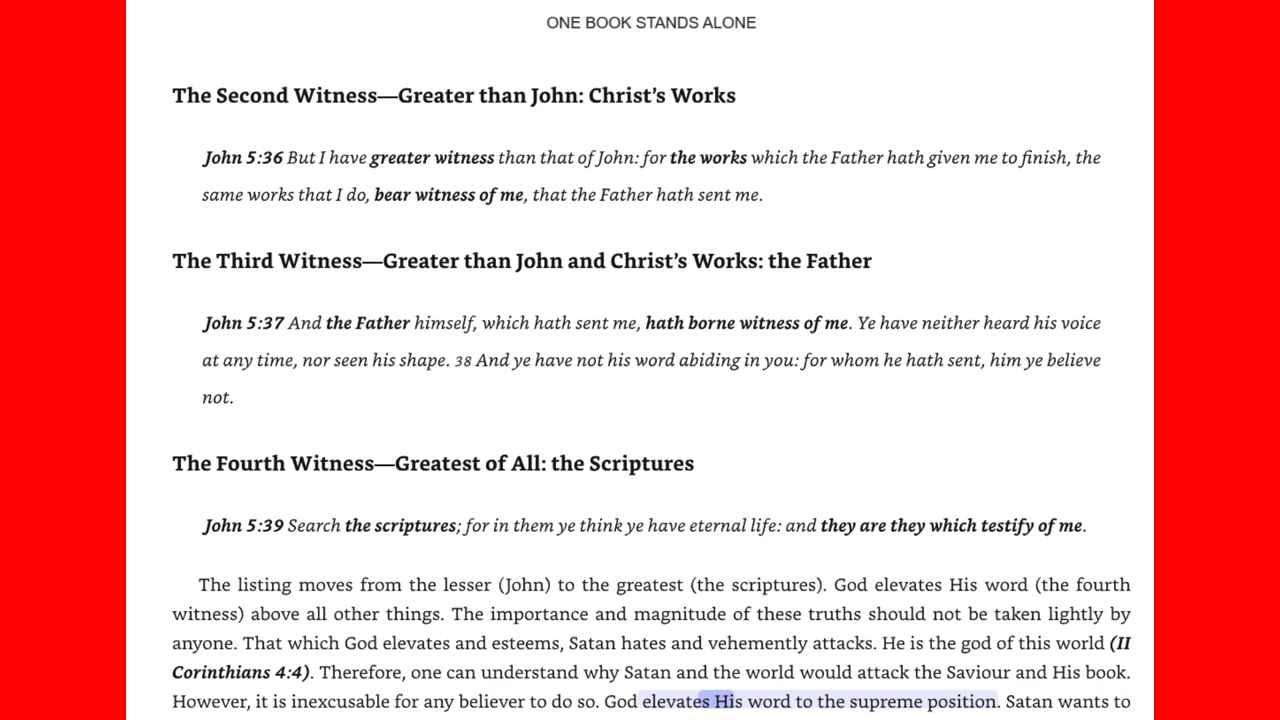 ONE BOOK STANDS ALONE
The Second Witness—Greater than John: Christ’s Works
John 5:36 But I have greater witness than that of John: for the works which the Father hath given me to finish, the
same works that I do, bear witness of me, that the Father hath sent me.
The Third Witness—Greater than John and Christ’s Works: the Father
John 5:37 And the Father himself, which hath sent me, hath borne witness of me. Ye have neither heard his voice
at any time, nor seen his shape. 38 And ye have not his word abiding in you: for whom he hath sent, him ye believe
not.
The Fourth Witness—Greatest of All: the Scriptures
John 5:39 Search the scriptures; for in them ye think ye have eternal life: and they are they which testify of me.
The listing moves from the lesser (John) to the greatest (the scriptures). God elevates His word (the fourth
witness) above all other things. The importance and magnitude of these truths should not be taken lightly by
anyone. That which God elevates and esteems, Satan hates and vehemently attacks. He is the god of this world (II
Corinthians 4:4). Therefore, one can understand why Satan and the world would attack the Saviour and His book.
However, it is inexcusable for any believer to do so. God elevates His word to the supreme position. Satan wants to